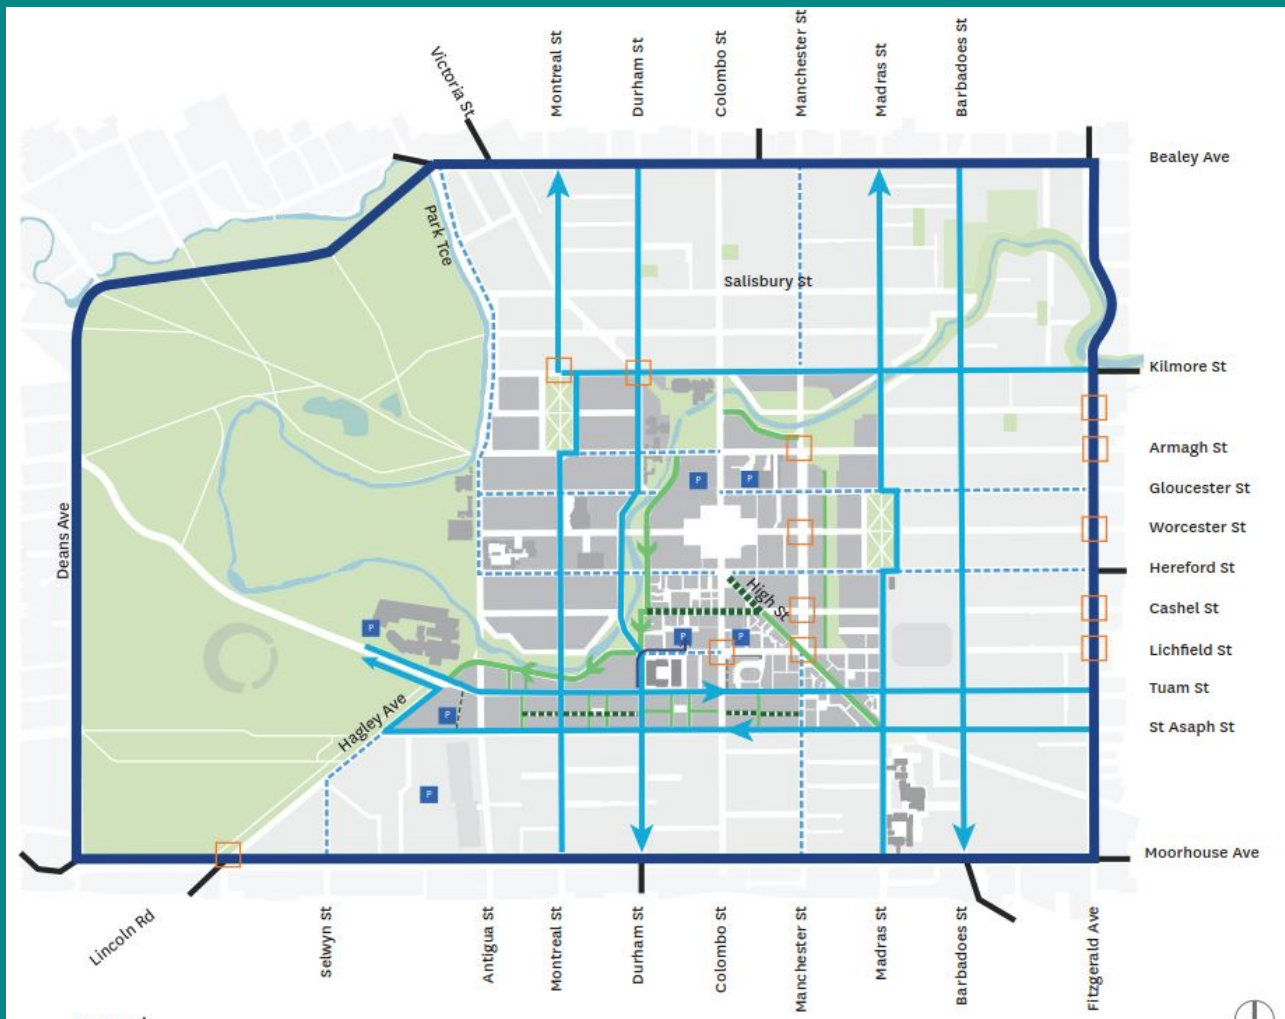 Victoria St
Montreal St
Durham St
Colombo St
Manchester St
Madras St
Barbadoes St
Bealey Ave
Park Tce
Salisbury St
Kilmore St
Armagh St
Gloucester St
Worcester St
Hereford St
Cashel St
Lichfield St
Tuam St
St Asaph St
Moorhouse Ave
Deans Ave
High St
P
P
P
P
P
P
P
Hagley Ave
Lincoln Rd
Selwyn St
Antigua St
Montreal St
Durham St
Colombo St
Manchester St
Madras St
Barbadoes St
Fitzgerald Ave